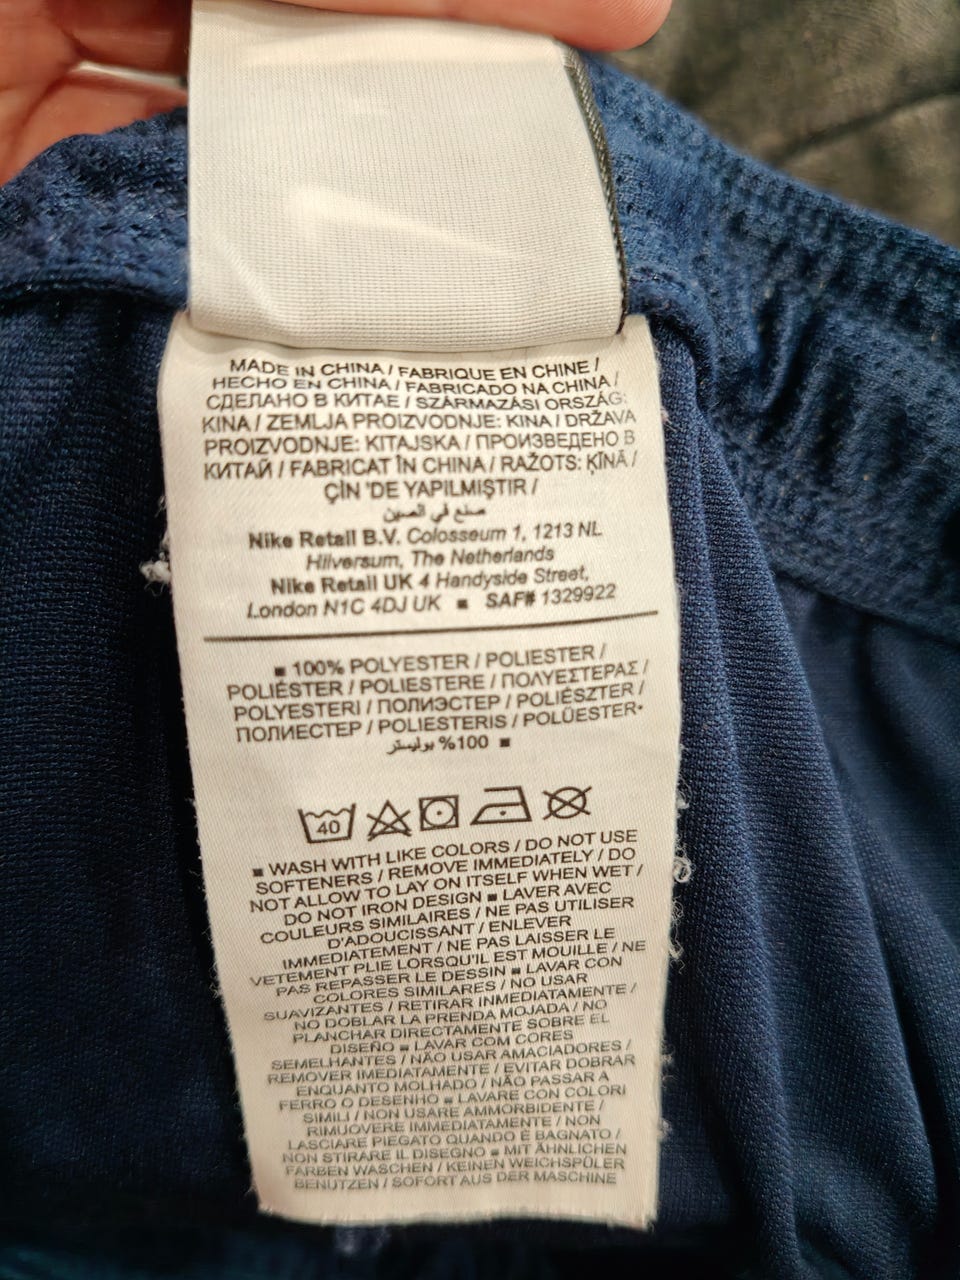 MADE IN CHINA / FABRIQUE EN CHINE /
HECHO EN CHINA / FABRICADO NA CHINA /
СДЕЛАНО В КИТАЕ / SZÁRMAZÁSI ORSZÁG:
KINA / ZEMLJA PROIZVODNJE: KINA / DRŽAVA
PROIZVODNJE: KITAJSKA / ПРОИЗВЕДЕНО В
КИТАЙ / FABRICAT ÎN CHINA / RAŽOTS: ĶĪNĀ /
ÇİN 'DE YAPILMIŞTIR /
صنع في الصين
Nike Retail B.V. Colosseum 1, 1213 NL
Hilversum, The Netherlands
Nike Retail UK 4 Handyside Street,
London N1C 4DJ UK ■ SAF# 1329922
■ 100% POLYESTER / POLIESTER /
POLIÉSTER / POLIESTERE / ΠΟΛΥΕΣΤΕΡΑΣ /
POLYESTERI / ПОЛИЭСТЕР / POLIÉSZTER /
ПОЛИЕСТЕР / POLIESTERIS / POLÜESTER•
100% بوليستر ■
40
■ WASH WITH LIKE COLORS / DO NOT USE
SOFTENERS / REMOVE IMMEDIATELY / DO
NOT ALLOW TO LAY ON ITSELF WHEN WET /
DO NOT IRON DESIGN ■ LAVER AVEC
COULEURS SIMILAIRES / NE PAS UTILISER
D'ADOUCISSANT / ENLEVER
IMMEDIATEMENT / NE PAS LAISSER LE
VETEMENT PLIE LORSQU'IL EST MOUILLE / NE
PAS REPASSER LE DESSIN ■ LAVAR CON
COLORES SIMILARES / NO USAR
SUAVIZANTES / RETIRAR INMEDIATAMENTE /
NO DOBLAR LA PRENDA MOJADA / NO
PLANCHAR DIRECTAMENTE SOBRE EL
DISEÑO ■ LAVAR COM CORES
SEMELHANTES / NÃO USAR AMACIADORES /
REMOVER IMEDIATAMENTE / EVITAR DOBRAR
ENQUANTO MOLHADO / NÃO PASSAR A
FERRO O DESENHO ■ LAVARE CON COLORI
SIMILI / NON USARE AMMORBIDENTE /
RIMUOVERE IMMEDIATAMENTE / NON
LASCIARE PIEGATO QUANDO È BAGNATO /
NON STIRARE IL DISEGNO ■ MIT ÄHNLICHEN
FARBEN WASCHEN / KEINEN WEICHSPÜLER
BENUTZEN / SOFORT AUS DER MASCHINE